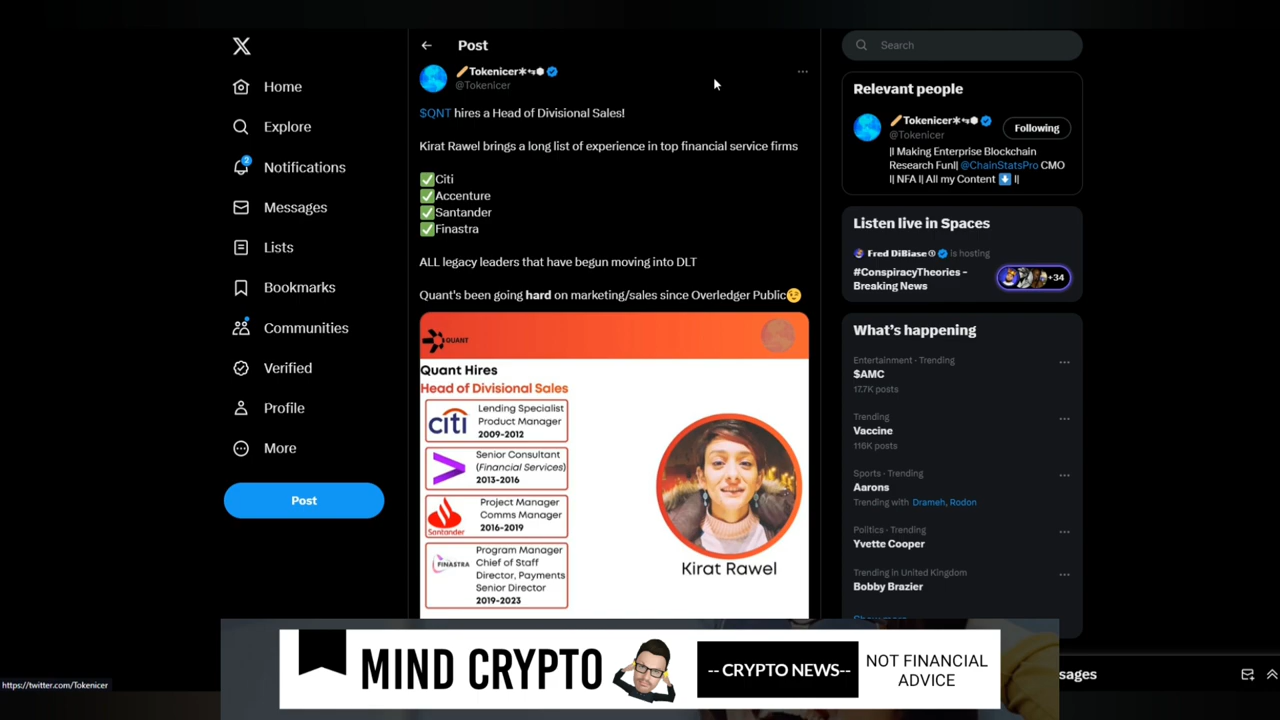 Post
Tokenicer
@Tokenicer
$QNT hires a Head of Divisional Sales!
Kirat Rawel brings a long list of experience in top financial service firms
Citi
Accenture
Santander
Finastra
ALL legacy leaders that have begun moving into DLT
Quant's been going hard on marketing/sales since Overledger Public
QUANT
Quant Hires
Head of Divisional Sales
citi
Lending Specialist
Product Manager
2009-2012
Senior Consultant
(Financial Services)
2013-2016
Santander
Project Manager
Comms Manager
2016-2019
FINASTRA
Program Manager
Chief of Staff
Director, Payments
Senior Director
2019-2023
Kirat Rawel
X
Home
Explore
2
Notifications
Messages
Lists
Bookmarks
Communities
Verified
Profile
More
Post
Search
Relevant people
Tokenicer
@Tokenicer
Following
|| Making Enterprise Blockchain
Research Fun|| @ChainStatsPro CMO
|| NFA || All my Content ||
Listen live in Spaces
Fred DiBiase is hosting
#ConspiracyTheories -
Breaking News
+34
What's happening
Entertainment · Trending
$AMC
17.7K posts
Trending
Vaccine
116K posts
Sports · Trending
Aarons
Trending with Drameh, Rodon
Politics · Trending
Yvette Cooper
Trending in United Kingdom
Bobby Brazier
Show more
ssages
https://twitter.com/Tokenicer
MIND CRYPTO
-- CRYPTO NEWS--
NOT FINANCIAL
ADVICE